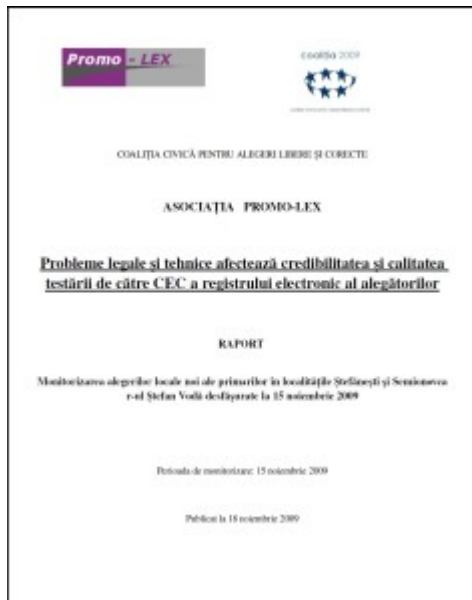 Promo - LEX
coaliția 2009
COALIȚIA CIVICĂ PENTRU ALEGERI LIBERE ȘI CORECTE
ASOCIAȚIA PROMO-LEX
Probleme legale și tehnice afectează credibilitatea și calitatea
testării de către CEC a registrului electronic al alegătorilor
RAPORT
Monitorizarea alegerilor locale noi ale primarilor în localitățile Ștefănești și Semionovca
r-ul Ștefan Vodă desfășurate la 15 noiembrie 2009
Perioada de monitorizare: 15 noiembrie 2009
Publicat la 18 noiembrie 2009